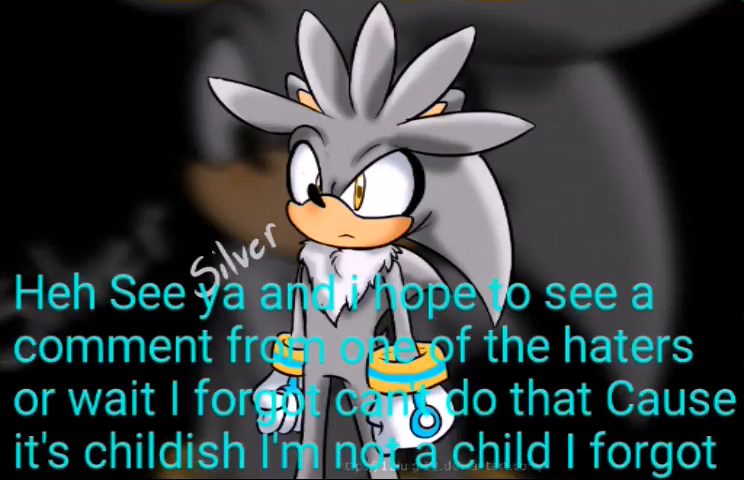 Silver
Heh See ya and i hope to see a
comment from one of the haters
or wait I forgot can't do that Cause
it's childish I'm not a child I forgot